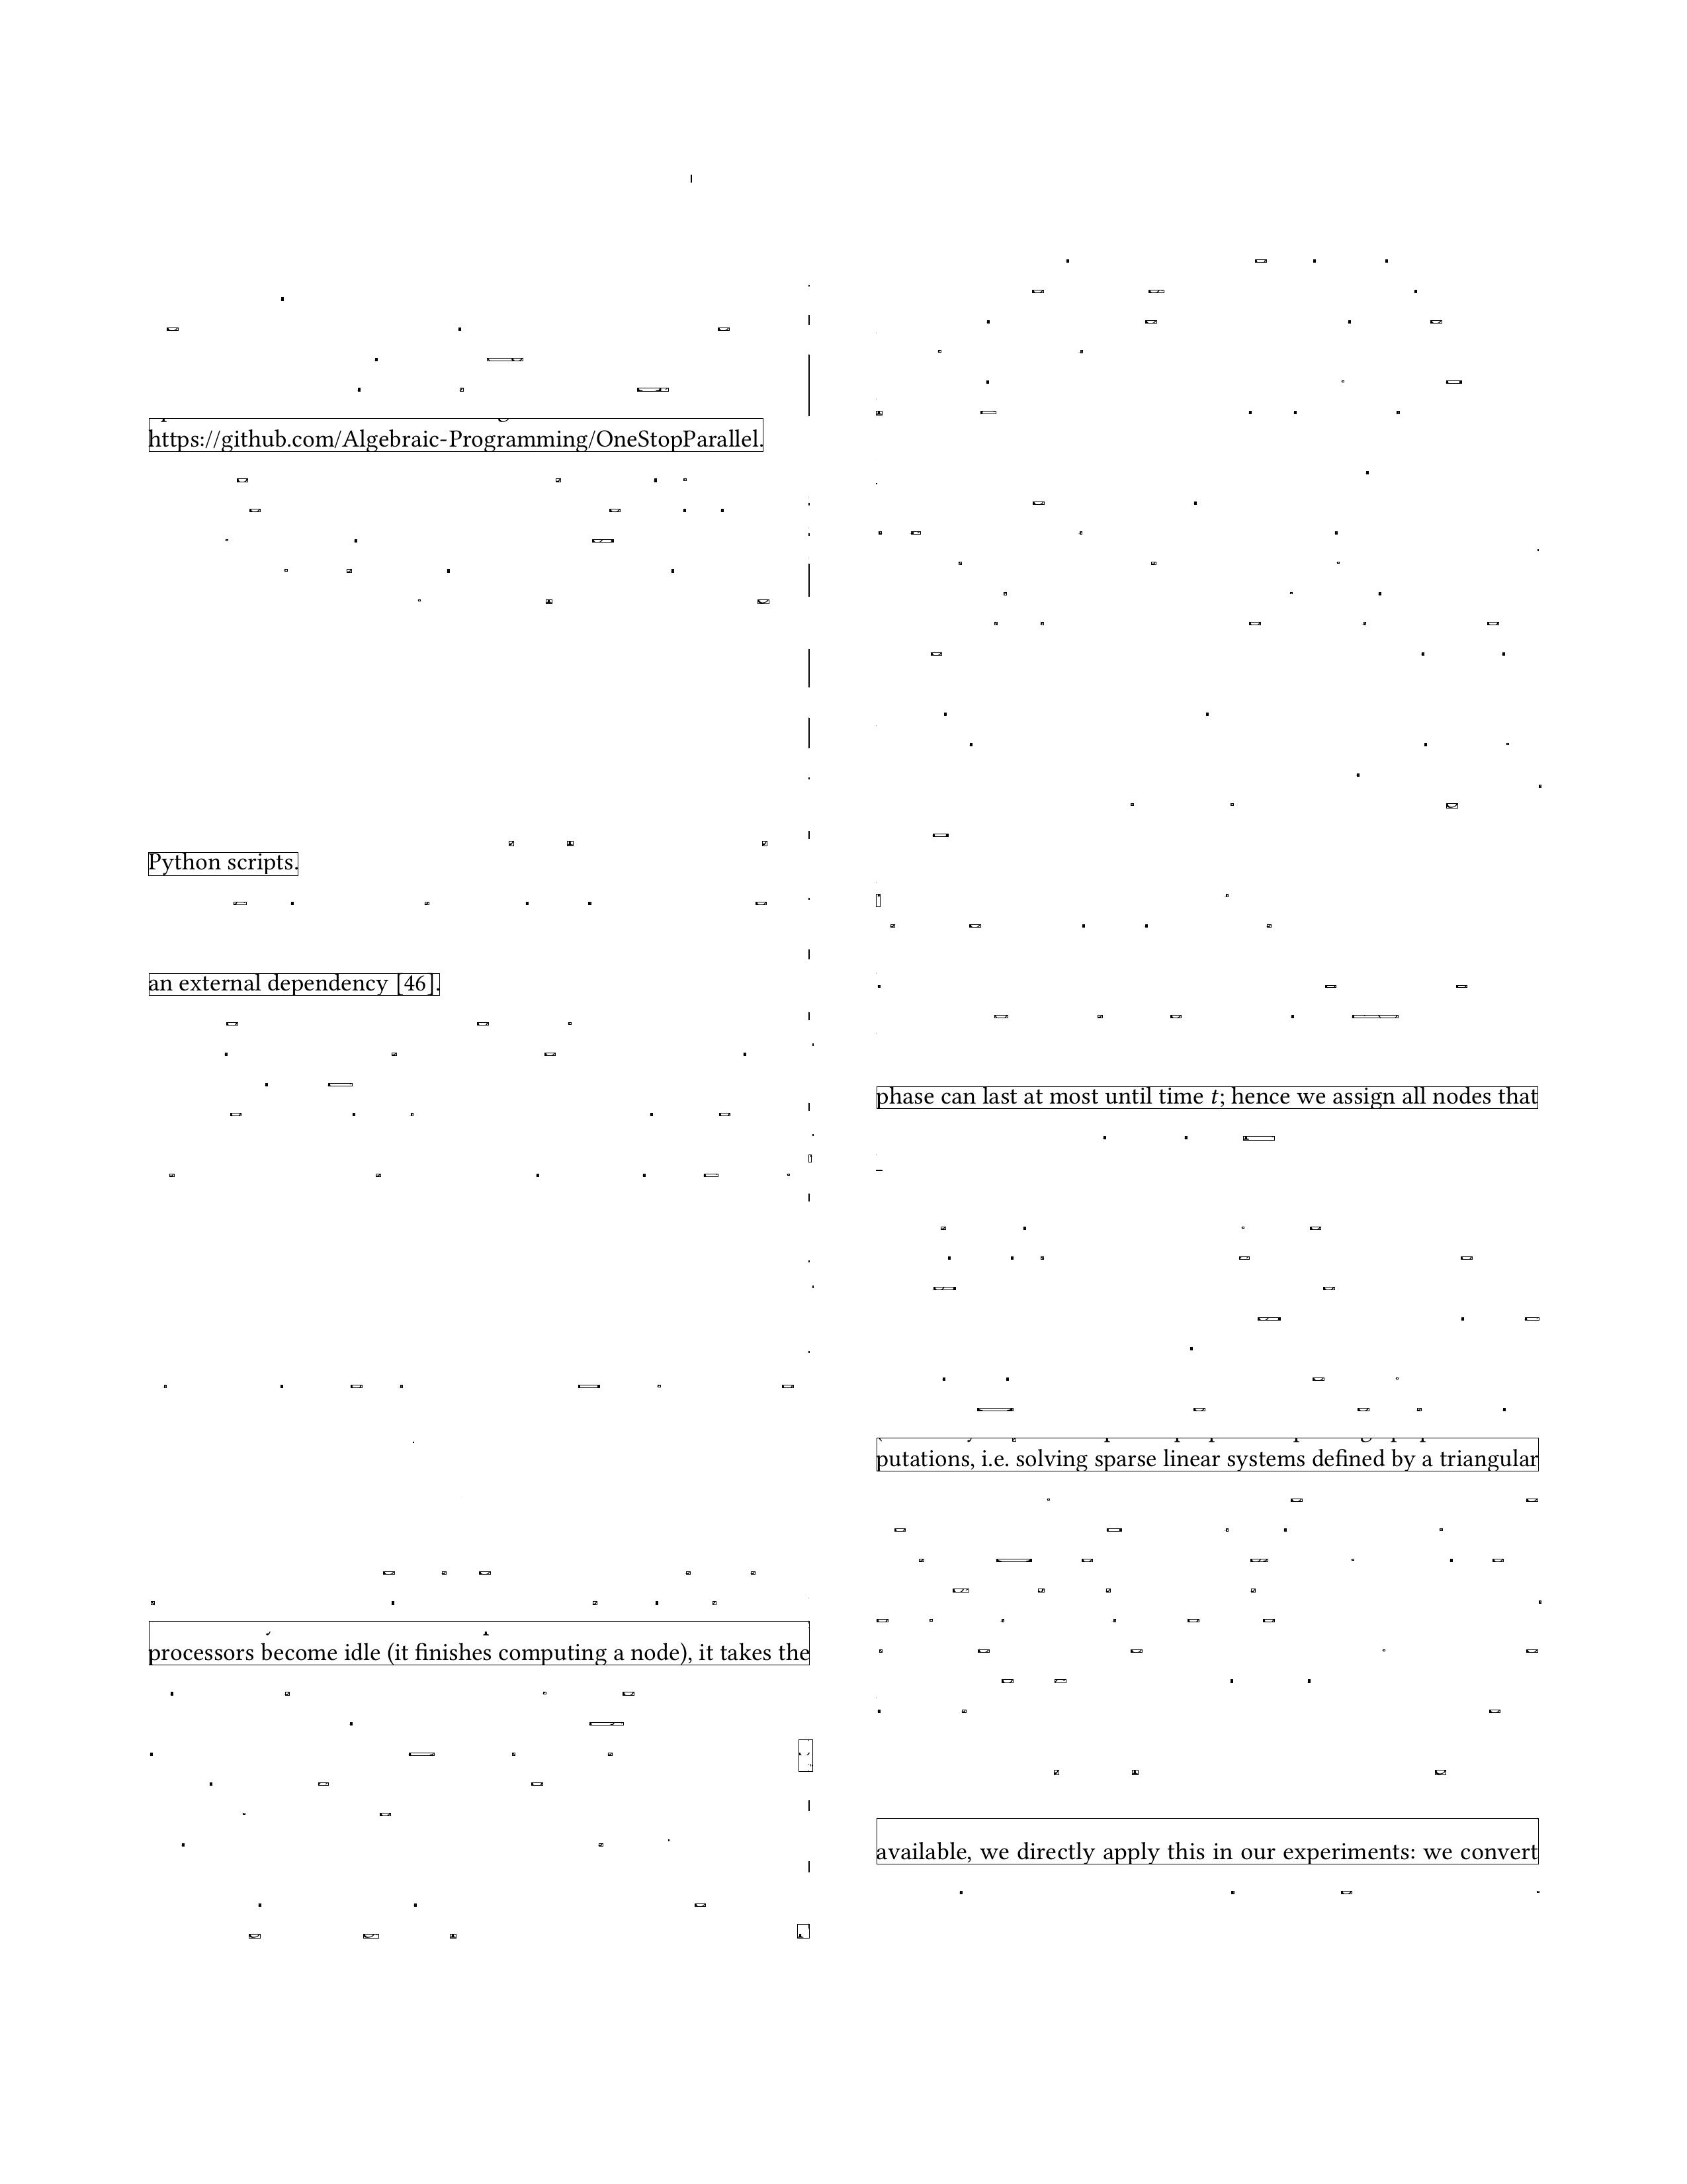 https://github.com/Algebraic-Programming/OneStopParallel.
Python scripts.
an external dependency [46].
processors become idle (it finishes computing a node), it takes the
phase can last at most until time t; hence we assign all nodes that
putations, i.e. solving sparse linear systems defined by a triangular
available, we directly apply this in our experiments: we convert